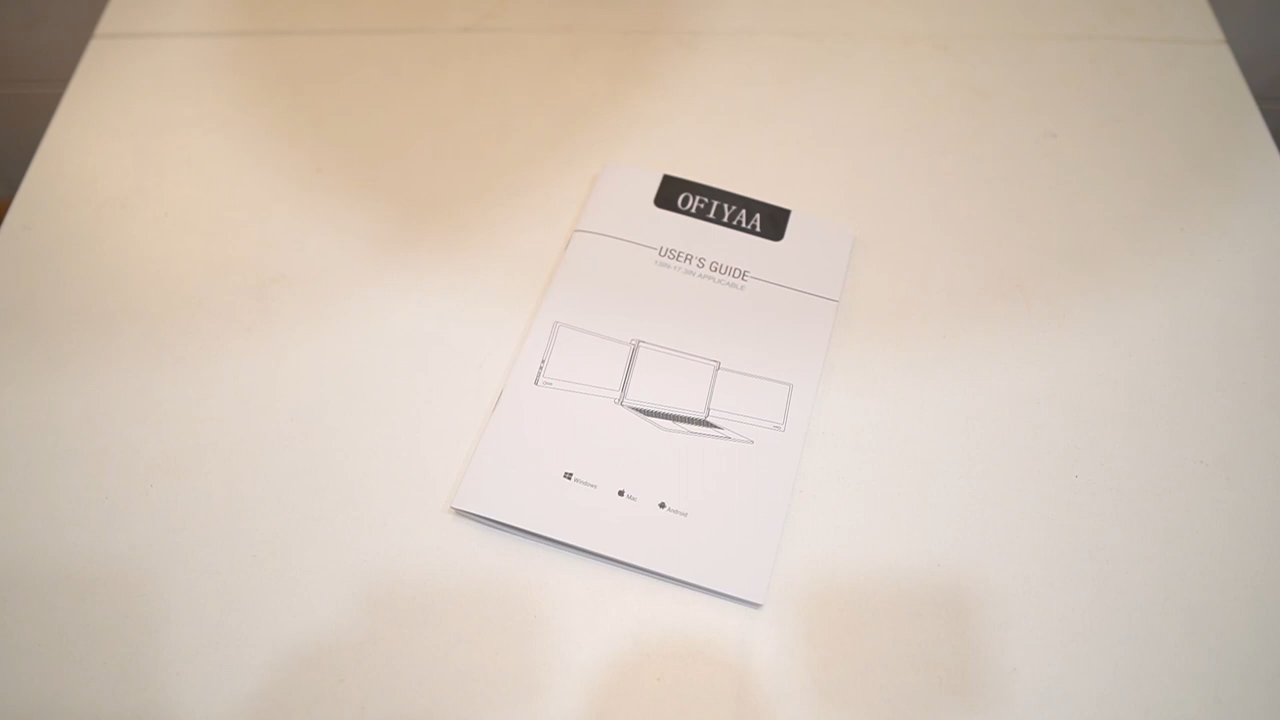 OFIYAA
USER'S GUIDE
13IN-17.3IN APPLICABLE
Windows
Mac
Android